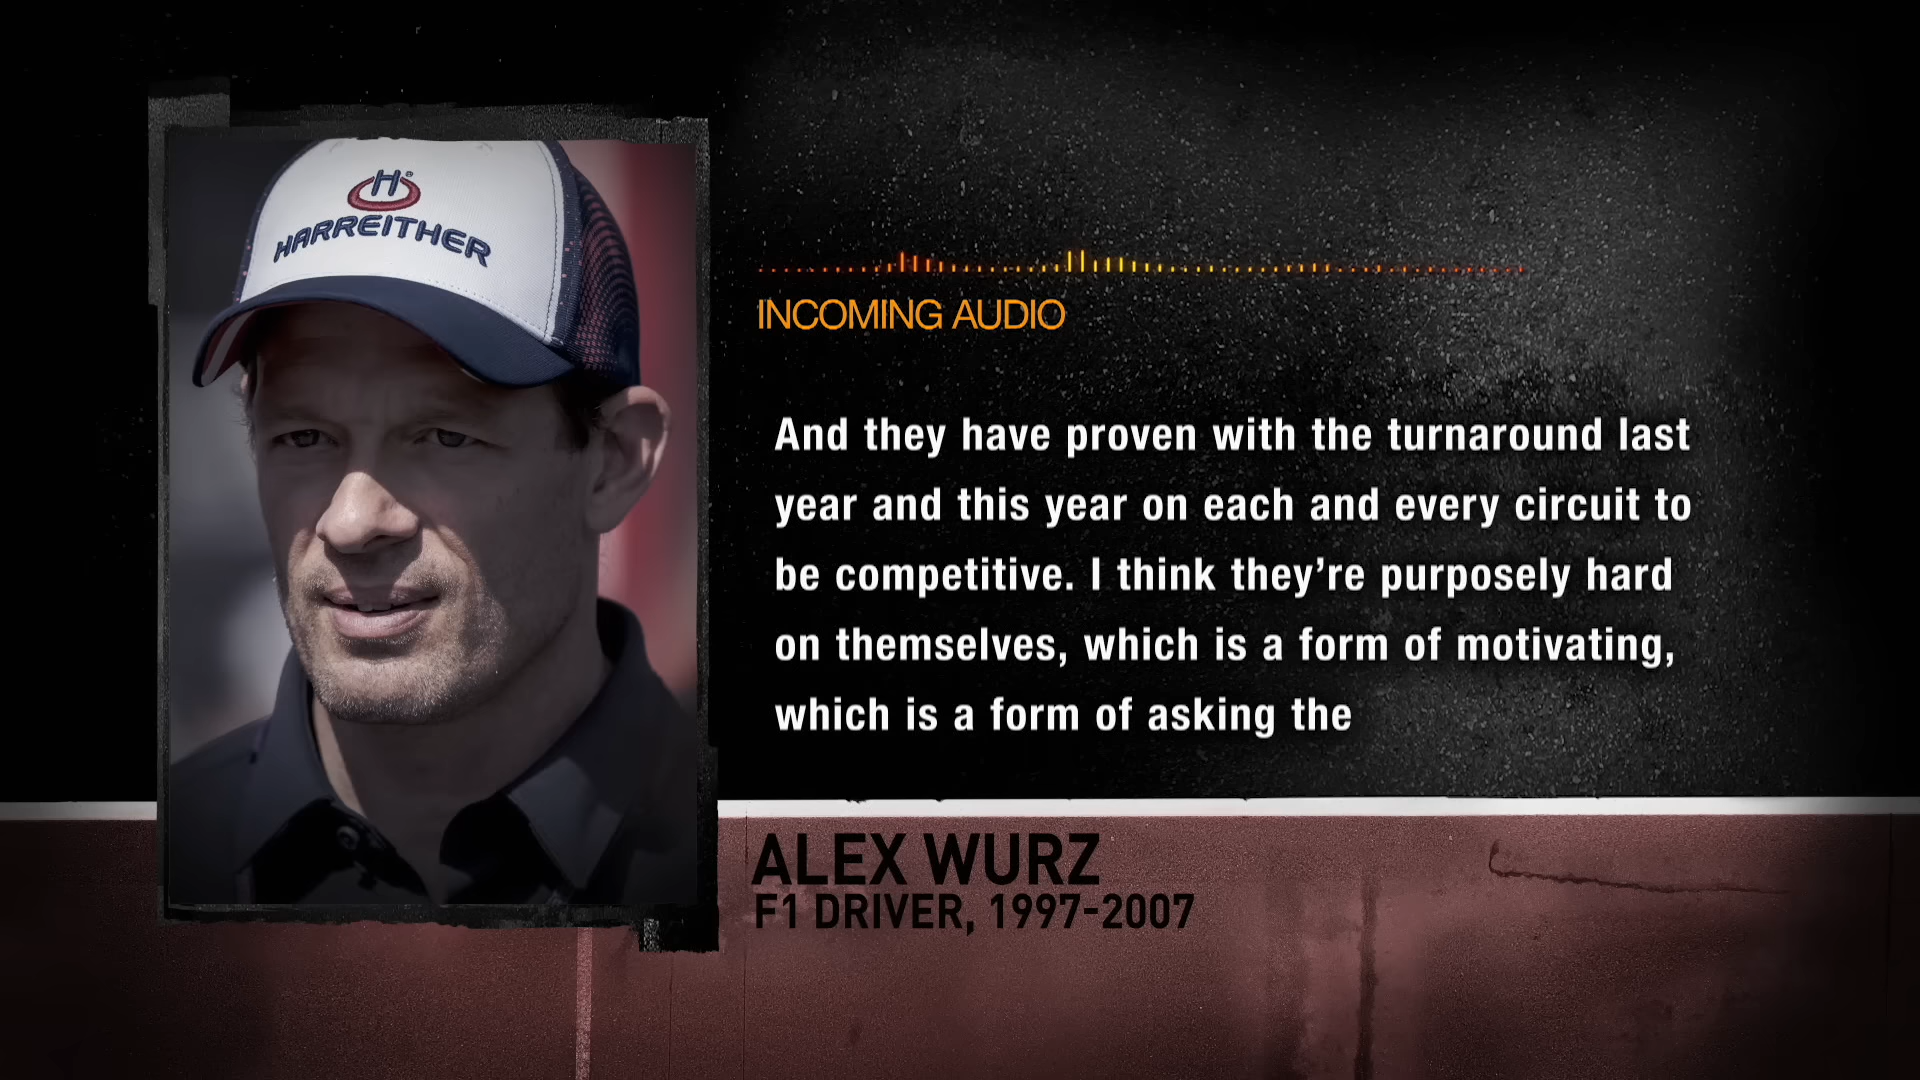 H®
HARREITHER
INCOMING AUDIO
And they have proven with the turnaround last
year and this year on each and every circuit to
be competitive. I think they’re purposely hard
on themselves, which is a form of motivating,
which is a form of asking the
ALEX WURZ
F1 DRIVER, 1997-2007